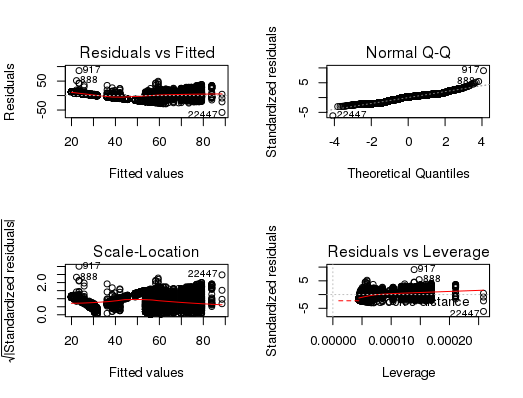 Residuals vs Fitted
Residuals
-50
50
917
888
22447
20
40
60
80
Fitted values
Normal Q-Q
Standardized residuals
-5
5
917
888
22447
-4
-2
0
2
4
Theoretical Quantiles
Scale-Location
√|Standardized residuals|
0.0
2.0
917
888
22447
20
40
60
80
Fitted values
Residuals vs Leverage
Standardized residuals
-5
5
917
888
distance
22447
0.00000
0.00010
0.00020
Leverage